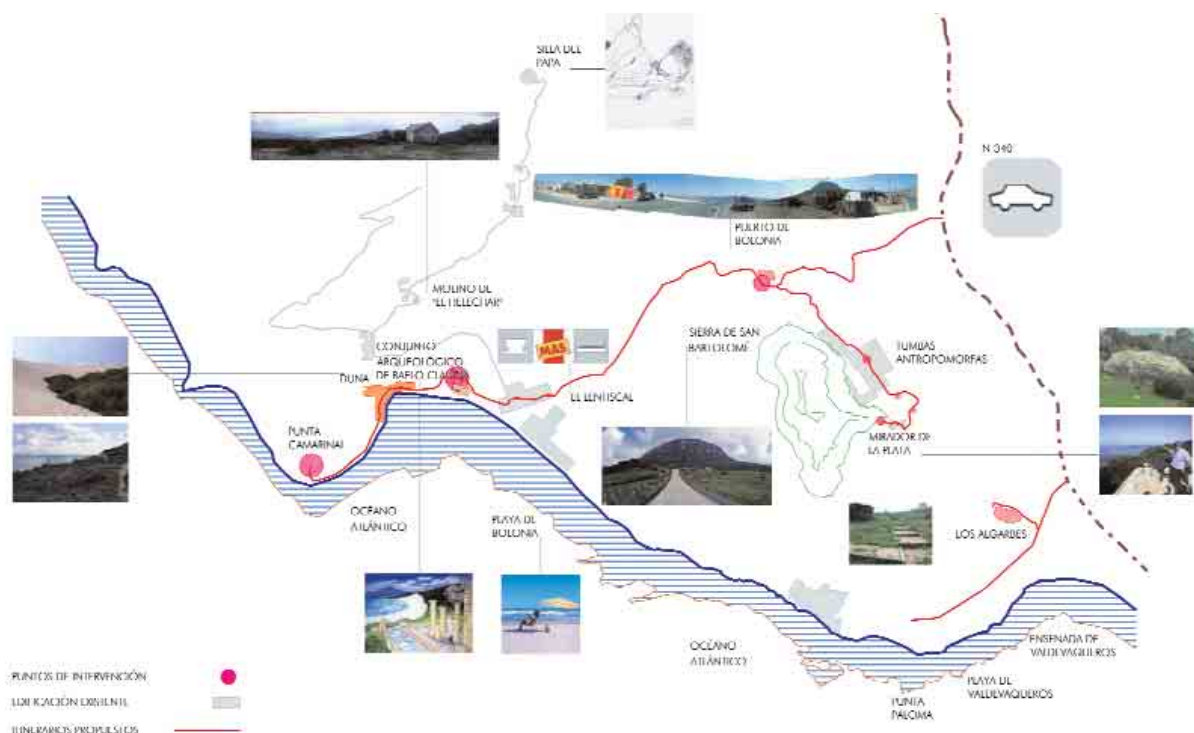 SILLA DEL
PAPA
N 340
PUERTO DE
BOLONIA
MOLINO DE
"EL HELECHAR"
SIERRA DE SAN
BARTOLOMÉ
TUMBAS
ANTROPOMORFAS
CONJUNTO
ARQUEOLÓGICO
DE BAELO CLAUDIA
MAS
DUNA
EL LENTISCAL
PUNTA
CAMARINAL
MIRADOR DE
LA PLATA
OCÉANO
ATLÁNTICO
PLAYA DE
BOLONIA
LOS ALGARBES
OCÉANO
ATLÁNTICO
ENSENADA DE
VALDEVAQUEROS
PLAYA DE
VALDEVAQUEROS
PUNTA
PALOMA
PUNTOS DE INTERVENCIÓN
EDIFICACIÓN EXISTENTE
ITINERARIOS PROPUESTOS